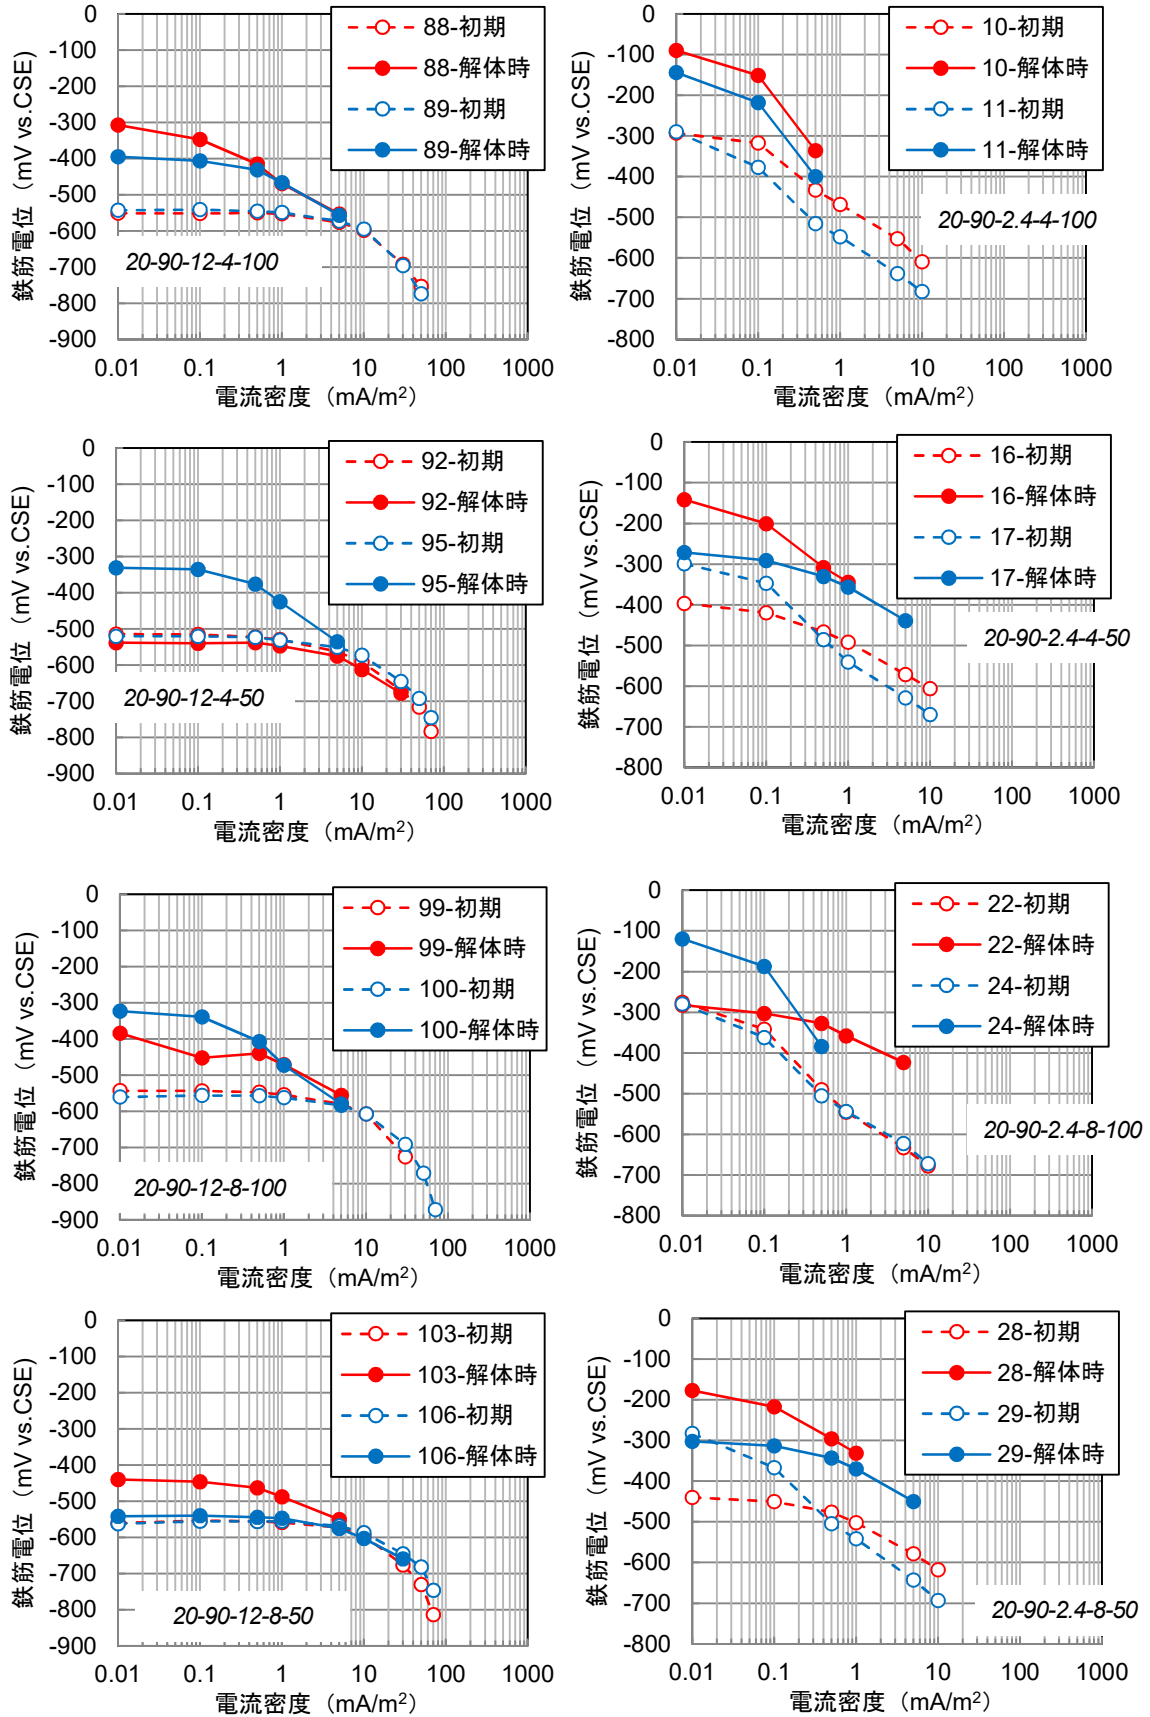 0
-100
-200
-300
-400
-500
-600
-700
-800
-900
0.01 0.1 1 10 100 1000
鉄筋電位（mV vs.CSE）
電流密度（mA/m²）
88-初期
88-解体時
89-初期
89-解体時
20-90-12-4-100
0
-100
-200
-300
-400
-500
-600
-700
-800
0.01 0.1 1 10 100 1000
鉄筋電位（mV vs.CSE）
電流密度（mA/m²）
10-初期
10-解体時
11-初期
11-解体時
20-90-2.4-4-100
0
-100
-200
-300
-400
-500
-600
-700
-800
-900
0.01 0.1 1 10 100 1000
鉄筋電位（mV vs.CSE）
電流密度（mA/m²）
92-初期
92-解体時
95-初期
95-解体時
20-90-12-4-50
0
-100
-200
-300
-400
-500
-600
-700
-800
0.01 0.1 1 10 100 1000
鉄筋電位（mV vs.CSE）
電流密度（mA/m²）
16-初期
16-解体時
17-初期
17-解体時
20-90-2.4-4-50
0
-100
-200
-300
-400
-500
-600
-700
-800
-900
0.01 0.1 1 10 100 1000
鉄筋電位（mV vs.CSE）
電流密度（mA/m²）
99-初期
99-解体時
100-初期
100-解体時
20-90-12-8-100
0
-100
-200
-300
-400
-500
-600
-700
-800
0.01 0.1 1 10 100 1000
鉄筋電位（mV vs.CSE）
電流密度（mA/m²）
22-初期
22-解体時
24-初期
24-解体時
20-90-2.4-8-100
0
-100
-200
-300
-400
-500
-600
-700
-800
-900
0.01 0.1 1 10 100 1000
鉄筋電位（mV vs.CSE）
電流密度（mA/m²）
103-初期
103-解体時
106-初期
106-解体時
20-90-12-8-50
0
-100
-200
-300
-400
-500
-600
-700
-800
0.01 0.1 1 10 100 1000
鉄筋電位（mV vs.CSE）
電流密度（mA/m²）
28-初期
28-解体時
29-初期
29-解体時
20-90-2.4-8-50